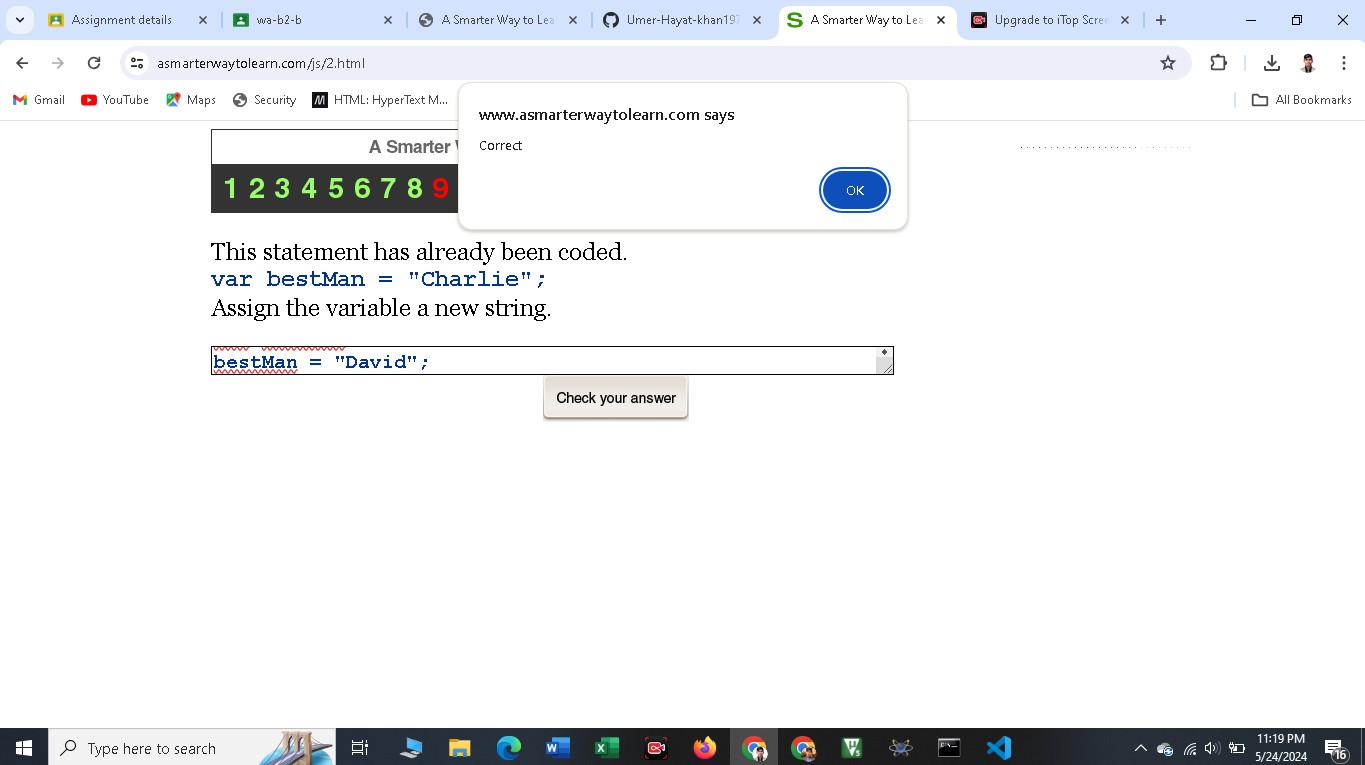 Assignment details
wa-b2-b
A Smarter Way to Lea
Umer-Hayat-khan197
A Smarter Way to Lea
Upgrade to iTop Scree
asmarterwaytolearn.com/js/2.html
Gmail
YouTube
Maps
Security
HTML: HyperText M...
All Bookmarks
www.asmarterwaytolearn.com says
Correct
OK
A Smarter
1 2 3 4 5 6 7 8 9
This statement has already been coded.
var bestMan = "Charlie";
Assign the variable a new string.
bestMan = "David";
Check your answer
Type here to search
11:19 PM
5/24/2024
16